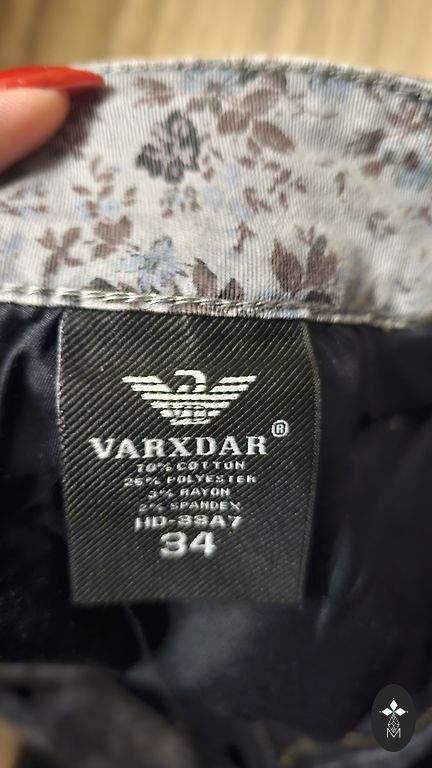 VARXDAR®
70% COTTON
25% POLYESTER
3% RAYON
2% SPANDEX
HD-88A7
34
M